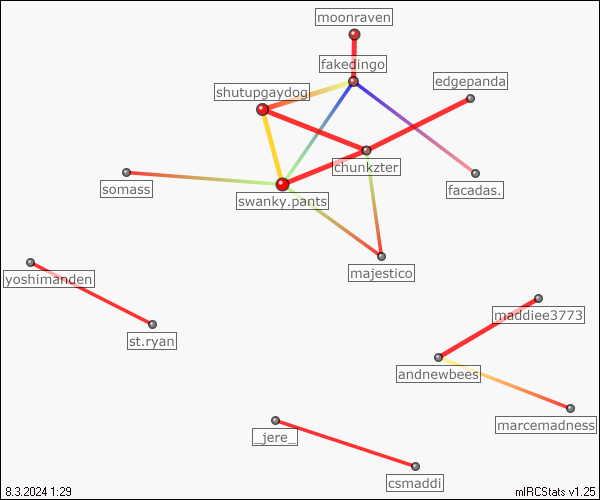 moonraven
fakedingo
edgepanda
shutupgaydog
chunkzter
somass
facadas.
swanky.pants
majestico
yoshimanden
maddiee3773
st.ryan
andnewbees
marcemadness
_jere_
csmaddi
8.3.2024 1:29
mIRCStats v1.25